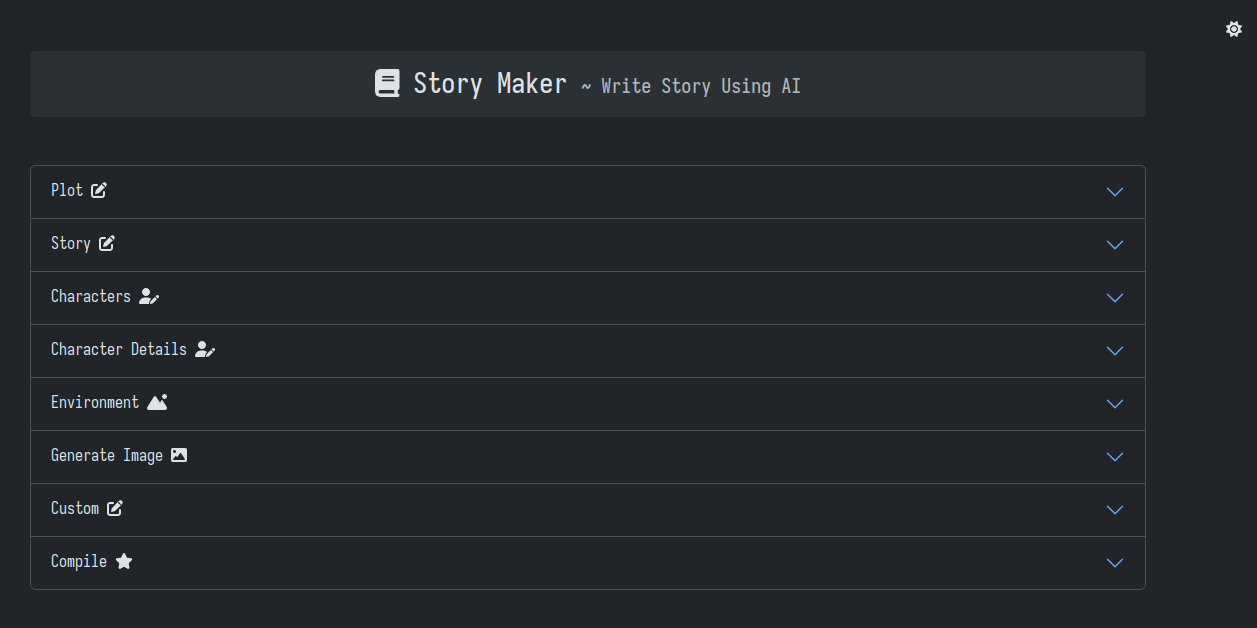 Story Maker ~ Write Story Using AI
Plot
Story
Characters
Character Details
Environment
Generate Image
Custom
Compile